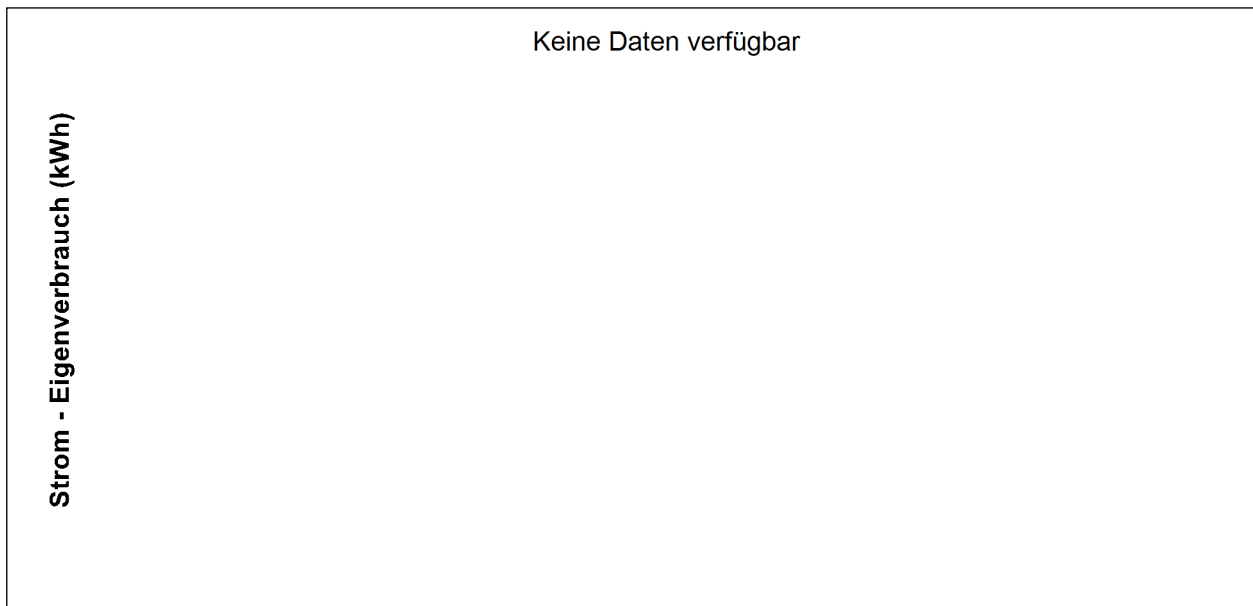 Keine Daten verfügbar
Strom - Eigenverbrauch (kWh)